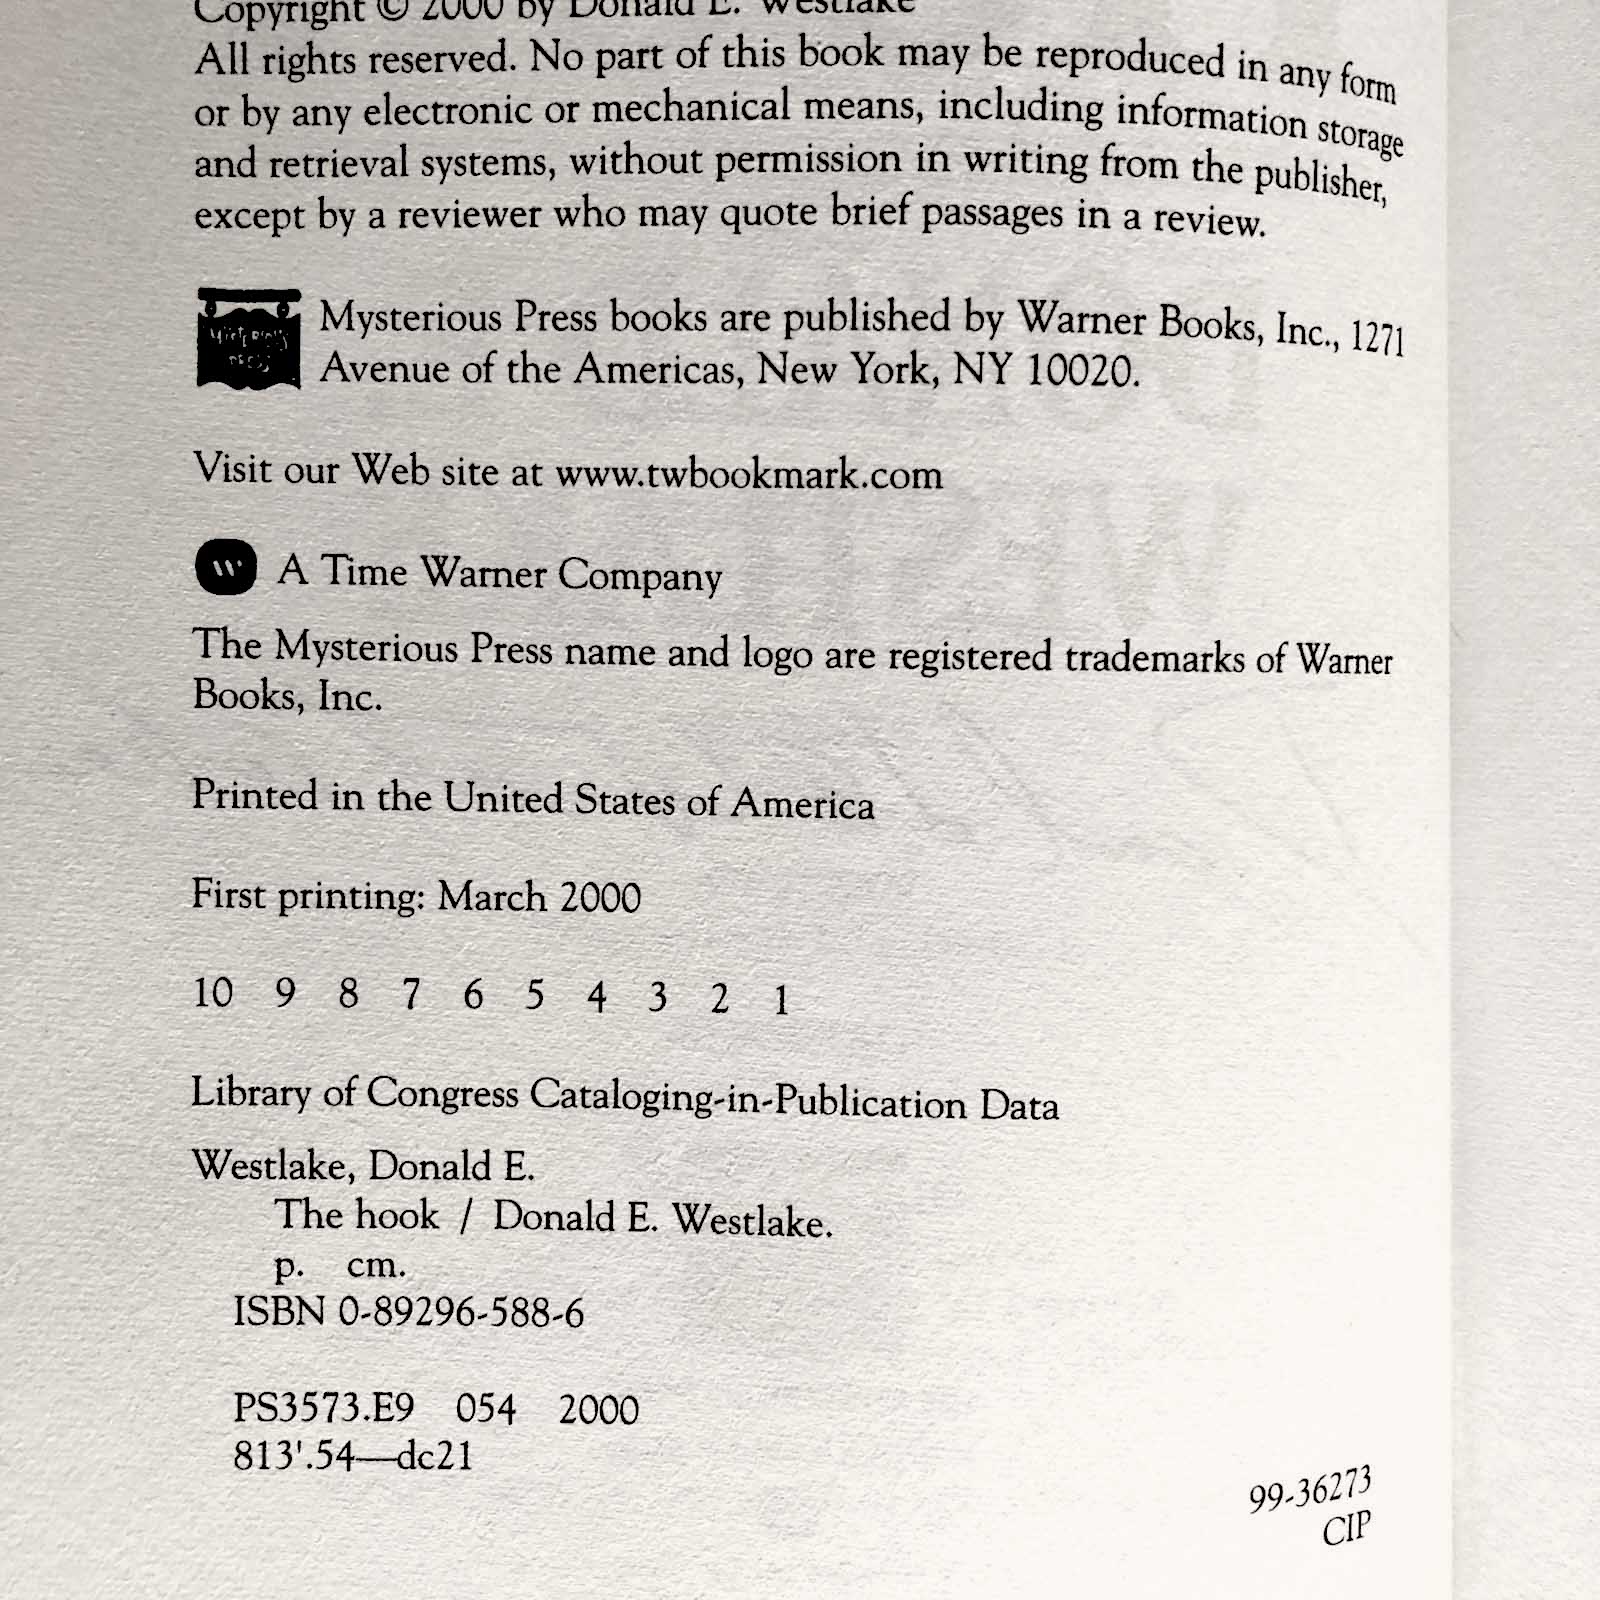 Copyright © 2000 by Donald E. Westlake
All rights reserved. No part of this book may be reproduced in any form
or by any electronic or mechanical means, including information storage
and retrieval systems, without permission in writing from the publisher,
except by a reviewer who may quote brief passages in a review.
MYSTERIOUS
PRESS
Mysterious Press books are published by Warner Books, Inc., 1271
Avenue of the Americas, New York, NY 10020.
Visit our Web site at www.twbookmark.com
W
A Time Warner Company
The Mysterious Press name and logo are registered trademarks of Warner
Books, Inc.
Printed in the United States of America
First printing: March 2000
10 9 8 7 6 5 4 3 2 1
Library of Congress Cataloging-in-Publication Data
Westlake, Donald E.
The hook / Donald E. Westlake.
p. cm.
ISBN 0-89296-588-6
PS3573.E9 054 2000
813'.54—dc21
99-36273
CIP